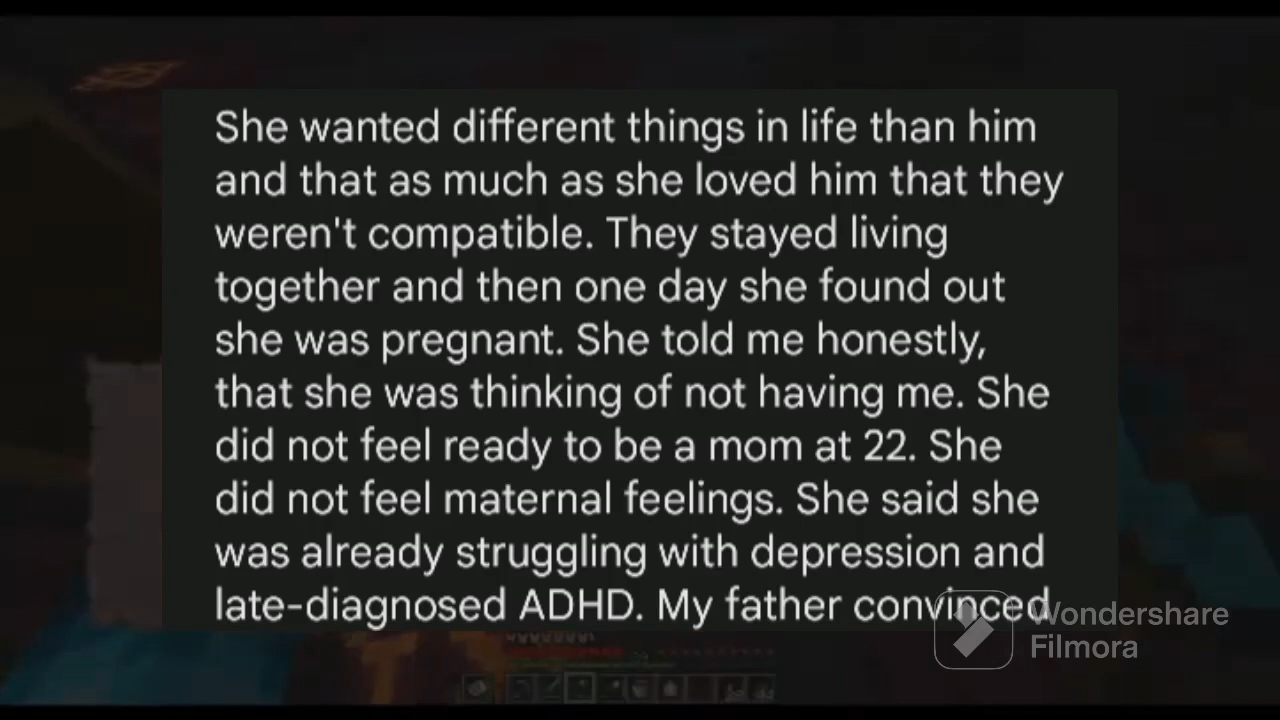 She wanted different things in life than him
and that as much as she loved him that they
weren't compatible. They stayed living
together and then one day she found out
she was pregnant. She told me honestly,
that she was thinking of not having me. She
did not feel ready to be a mom at 22. She
did not feel maternal feelings. She said she
was already struggling with depression and
late-diagnosed ADHD. My father convinced
Wondershare
Filmora